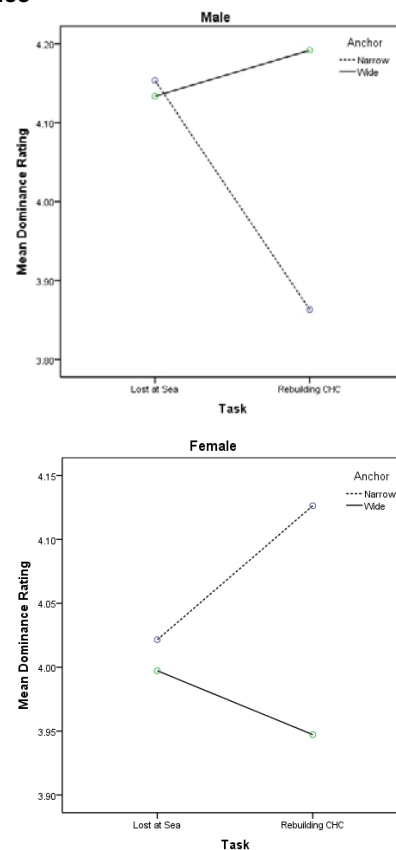 Male
Anchor
Narrow
Wide
Mean Dominance Rating
4.20
4.10
4.00
3.90
3.80
Lost at Sea
Rebuilding CHC
Task
Female
Anchor
Narrow
Wide
Mean Dominance Rating
4.15
4.10
4.05
4.00
3.95
3.90
Lost at Sea
Rebuilding CHC
Task